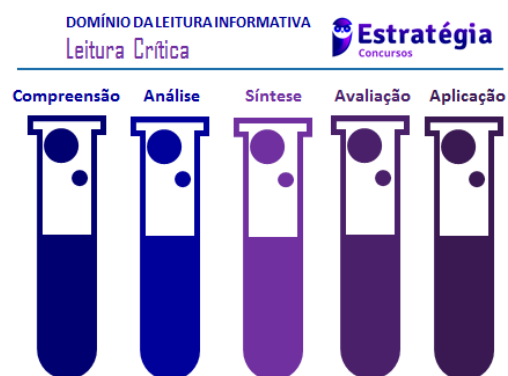 DOMÍNIO DA LEITURA INFORMATIVA
Leitura Crítica
Estratégia
Concursos
Compreensão Análise Síntese Avaliação Aplicação